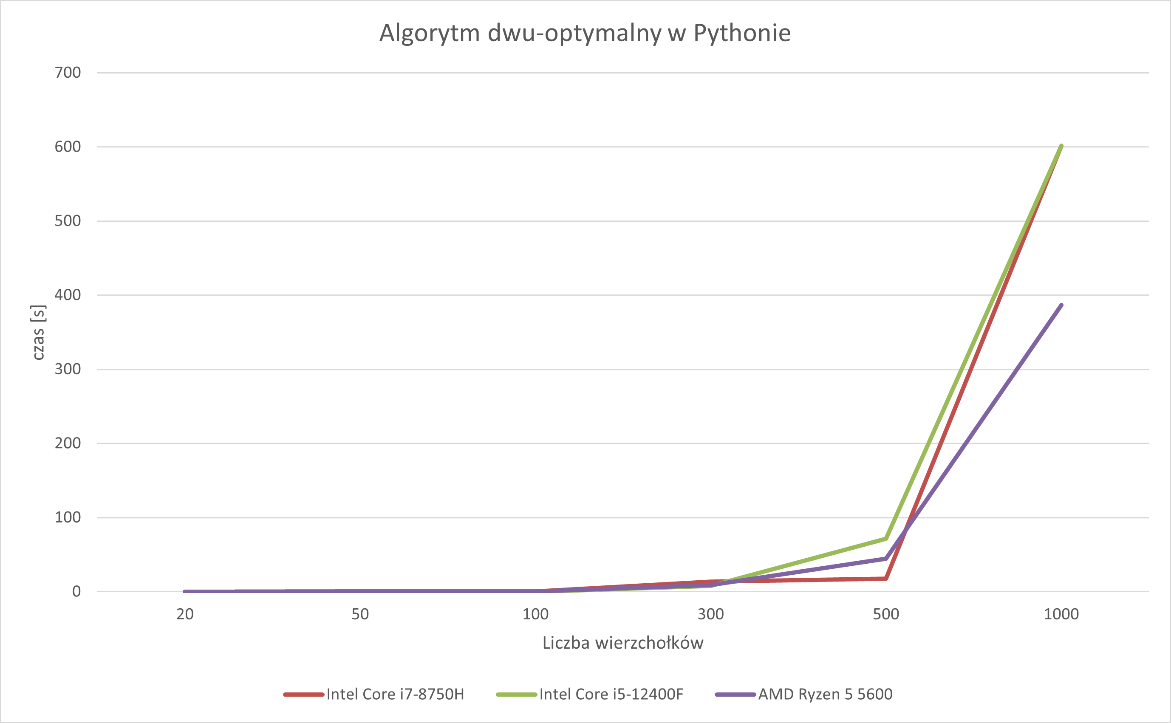 Algorytm dwu-optymalny w Pythonie
700
600
500
400
300
200
100
0
czas [s]
20 50 100 300 500 1000
Liczba wierzchołków
Intel Core i7-8750H Intel Core i5-12400F AMD Ryzen 5 5600